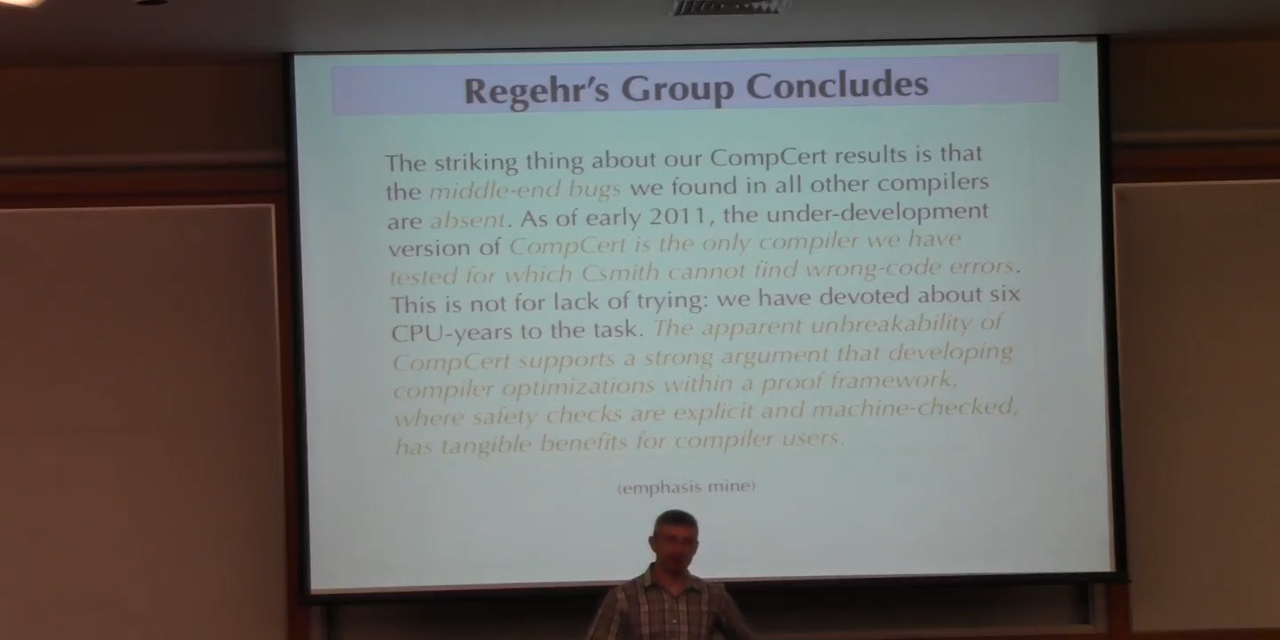 Regehr's Group Concludes
The striking thing about our CompCert results is that
the middle-end bugs we found in all other compilers
are absent. As of early 2011, the under-development
version of CompCert is the only compiler we have
tested for which Csmith cannot find wrong-code errors.
This is not for lack of trying: we have devoted about six
CPU-years to the task. The apparent unbreakability of
CompCert supports a strong argument that developing
compiler optimizations within a proof framework,
where safety checks are explicit and machine-checked,
has tangible benefits for compiler users.
(emphasis mine)